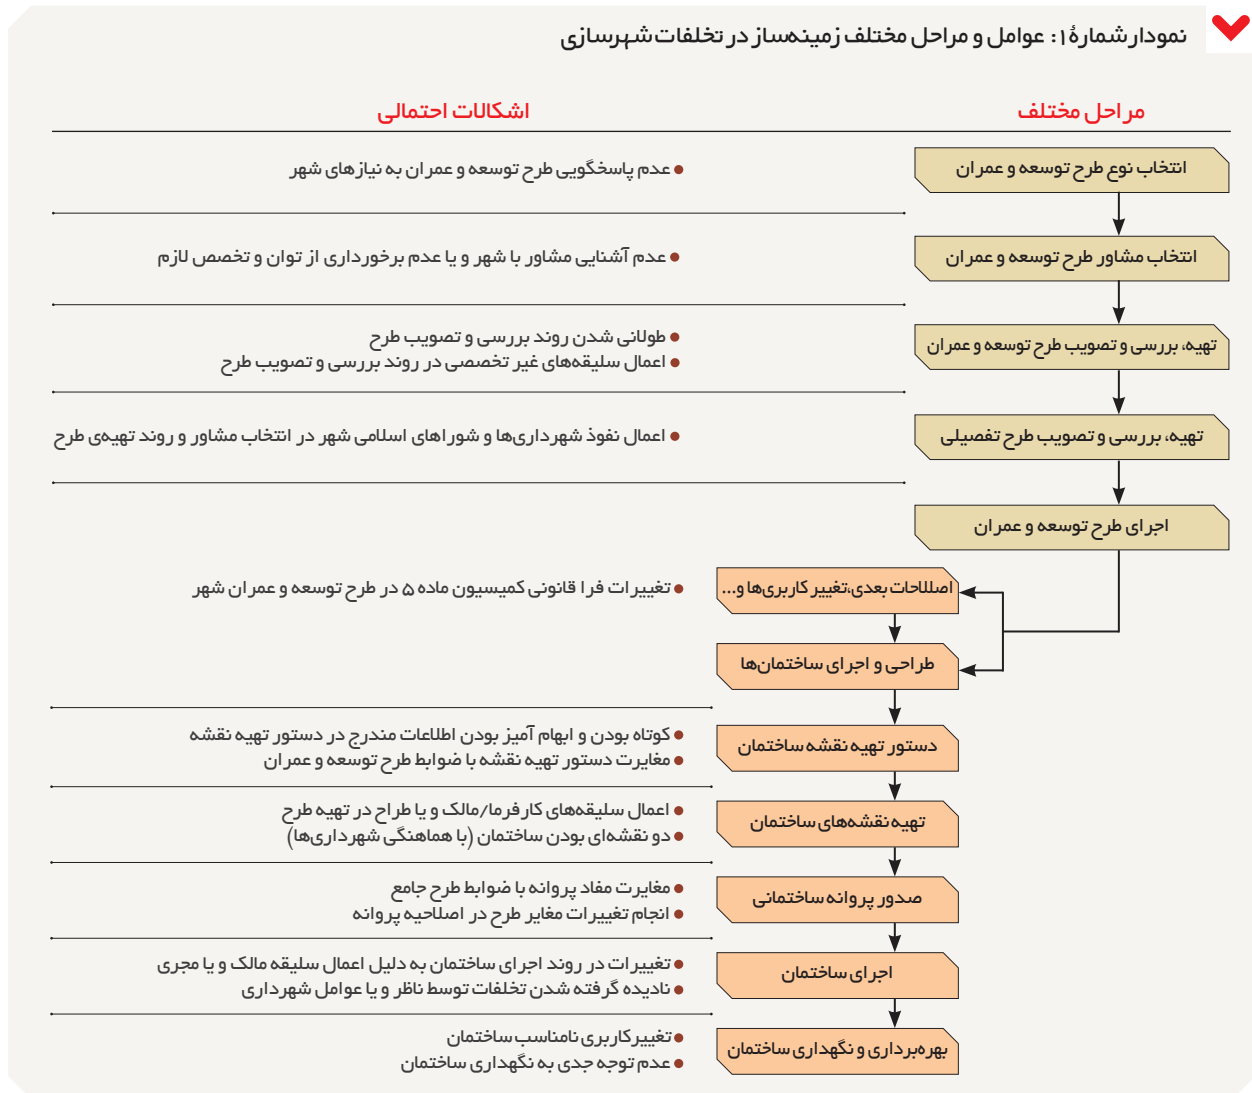 نمودار شمارهٔ ۱: عوامل و مراحل مختلف زمینه‌ساز در تخلفات شهرسازی
مراحل مختلف
اشکالات احتمالی
انتخاب نوع طرح توسعه و عمران
عدم پاسخگویی طرح توسعه و عمران به نیازهای شهر
انتخاب مشاور طرح توسعه و عمران
عدم آشنایی مشاور با شهر و یا عدم برخورداری از توان و تخصص لازم
تهیه، بررسی و تصویب طرح توسعه و عمران
طولانی شدن روند بررسی و تصویب طرح
اعمال سلیقه‌های غیر تخصصی در روند بررسی و تصویب طرح
تهیه، بررسی و تصویب طرح تفصیلی
اعمال نفوذ شهرداری‌ها و شوراهای اسلامی شهر در انتخاب مشاور و روند تهیه‌ی طرح
اجرای طرح توسعه و عمران
اصلاحات بعدی،تغییر کاربری‌ها و...
تغییرات فرا قانونی کمیسیون ماده ۵ در طرح توسعه و عمران شهر
طراحی و اجرای ساختمان‌ها
دستور تهیه نقشه ساختمان
کوتاه بودن و ابهام آمیز بودن اطلاعات مندرج در دستور تهیه نقشه
مغایرت دستور تهیه نقشه با ضوابط طرح توسعه و عمران
تهیه نقشه‌های ساختمان
اعمال سلیقه‌های کارفرما/مالک و یا طراح در تهیه طرح
دو نقشه‌ای بودن ساختمان (با هماهنگی شهرداری‌ها)
صدور پروانه ساختمانی
مغایرت مفاد پروانه با ضوابط طرح جامع
انجام تغییرات مغایر طرح در اصلاحیه پروانه
اجرای ساختمان
تغییرات در روند اجرای ساختمان به دلیل اعمال سلیقه مالک و یا مجری
نادیده گرفته شدن تخلفات توسط ناظر و یا عوامل شهرداری
بهره‌برداری و نگهداری ساختمان
تغییرکاربری نامناسب ساختمان
عدم توجه جدی به نگهداری ساختمان